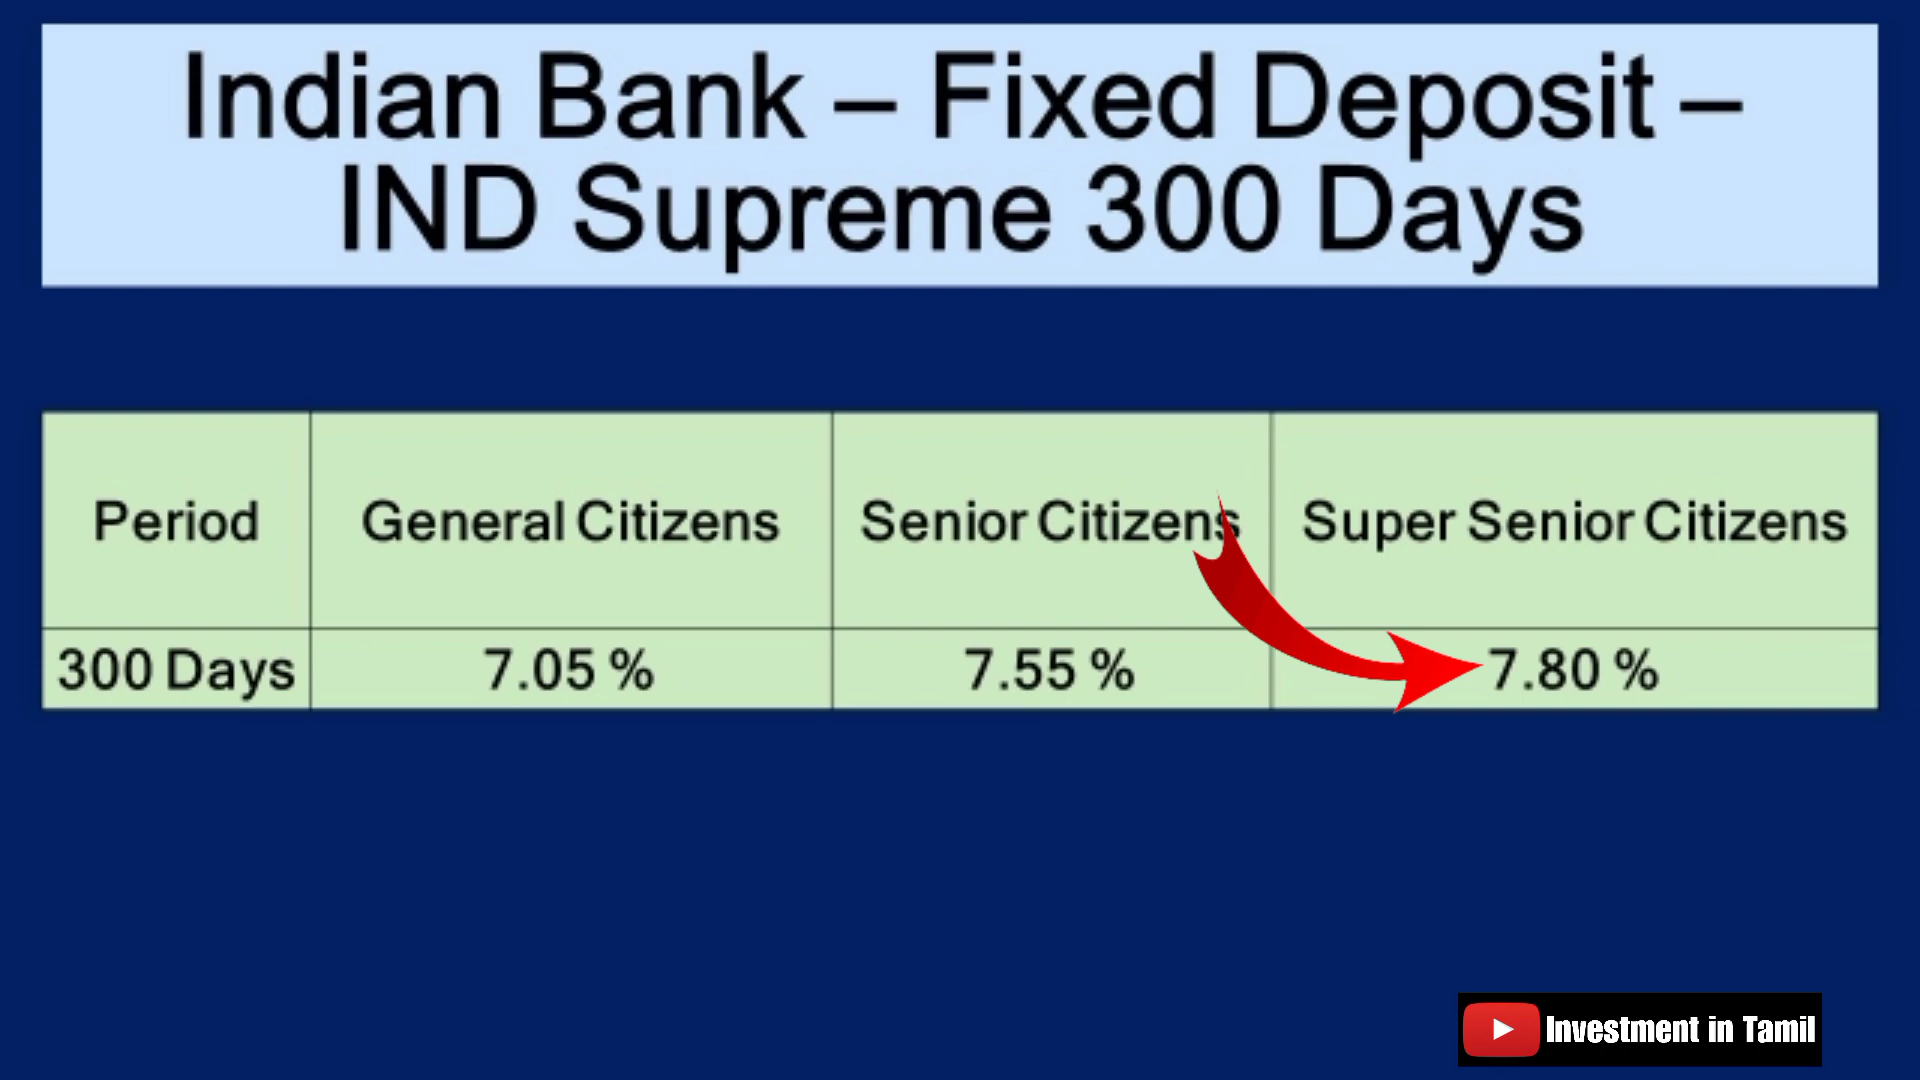 Indian Bank – Fixed Deposit –
IND Supreme 300 Days
Period General Citizens Senior Citizens Super Senior Citizens
300 Days 7.05 % 7.55 % 7.80 %
Investment in Tamil